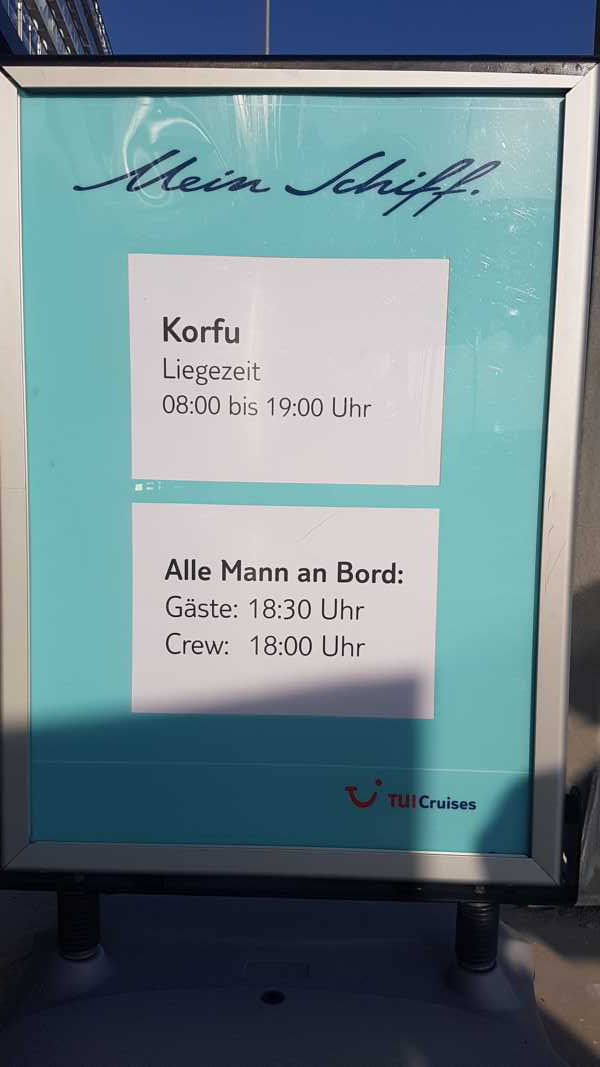 Mein Schiff.
Korfu
Liegezeit
08:00 bis 19:00 Uhr
Alle Mann an Bord:
Gäste: 18:30 Uhr
Crew: 18:00 Uhr
TUI Cruises